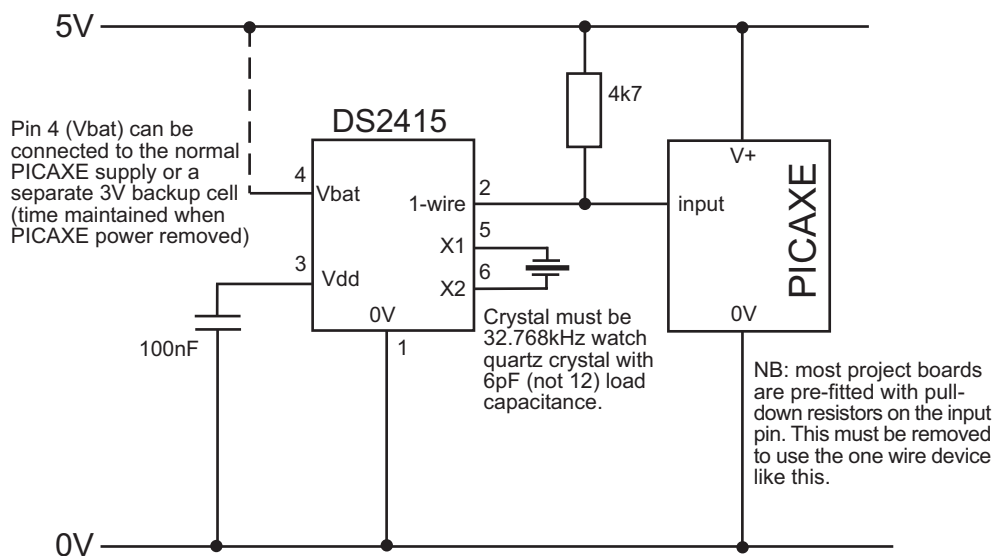 5V
4k7
DS2415
Pin 4 (Vbat) can be
connected to the normal
PICAXE supply or a
separate 3V backup cell
(time maintained when
PICAXE power removed)
4
Vbat
2
1-wire
V+
input
PICAXE
5
X1
3
Vdd
6
X2
0V
0V
1
100nF
Crystal must be
32.768kHz watch
quartz crystal with
6pF (not 12) load
capacitance.
NB: most project boards
are pre-fitted with pull-
down resistors on the input
pin. This must be removed
to use the one wire device
like this.
0V